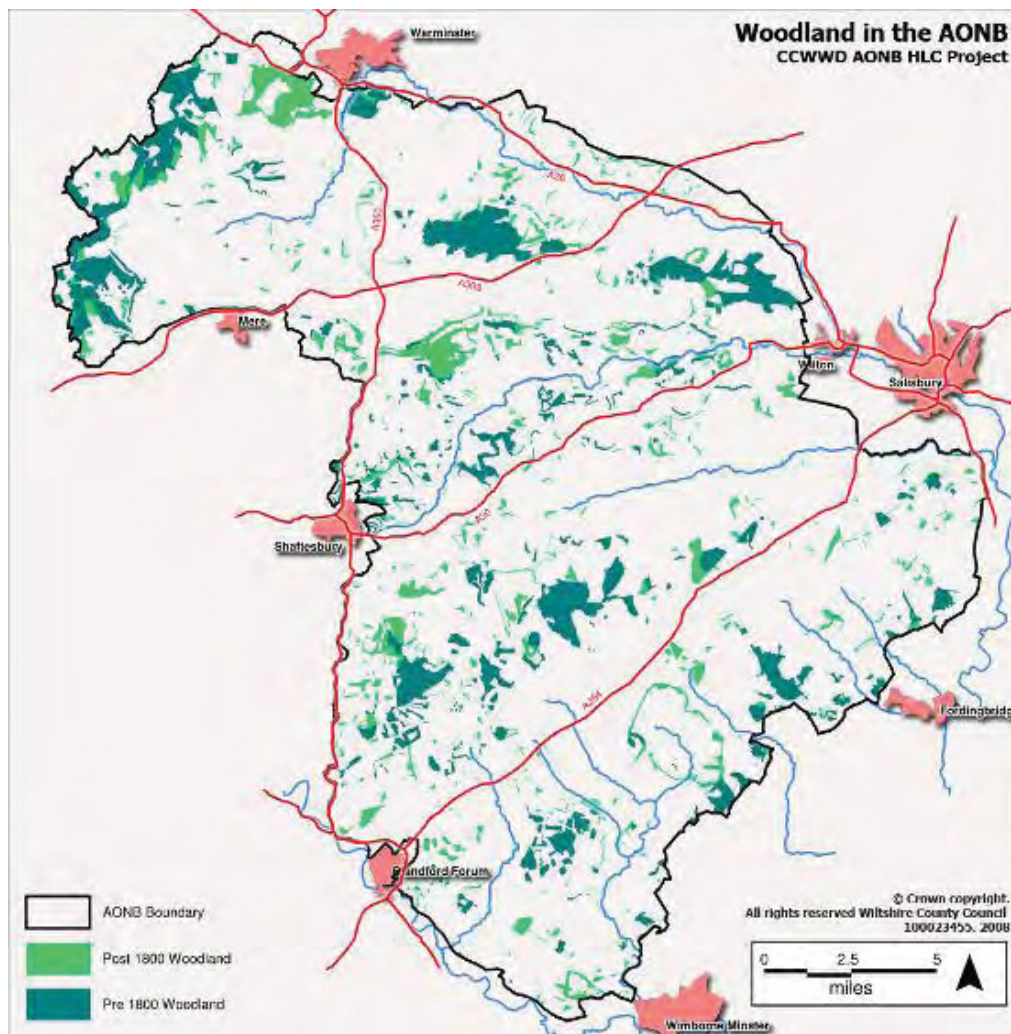 Woodland in the AONB
CCWWD AONB HLC Project
Warminster
A36
A350
A303
Mere
Wilton
Salisbury
A30
Shaftesbury
A354
Fordingbridge
Blandford Forum
AONB Boundary
Post 1800 Woodland
Pre 1800 Woodland
© Crown copyright.
All rights reserved Wiltshire County Council
100023455. 2008
0 2.5 5
miles
Wimborne Minster